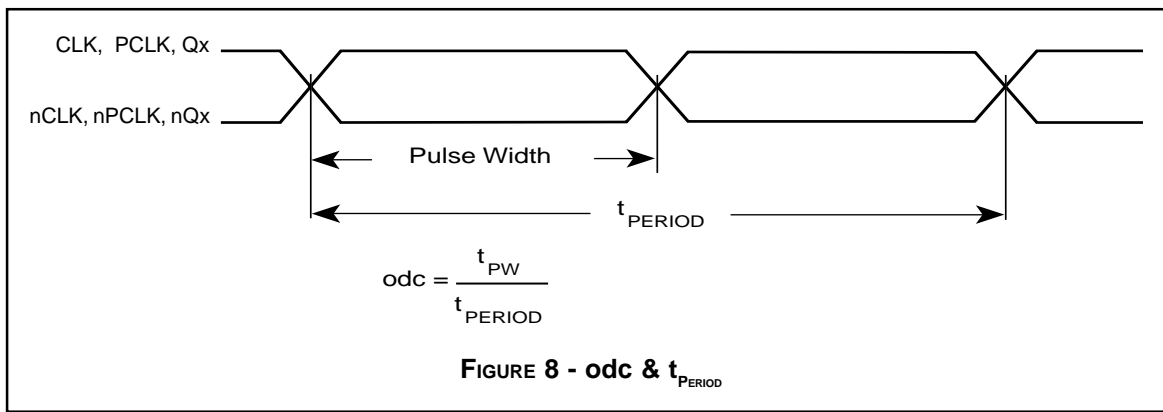 CLK, PCLK, Qx
nCLK, nPCLK, nQx
Pulse Width
tPERIOD
odc = tPW
tPERIOD
FIGURE 8 - odc & tPERIOD